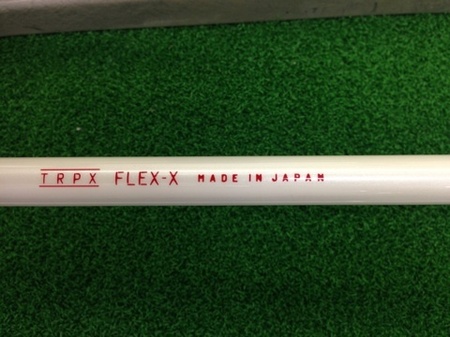 TRPX FLEX-X MADE IN JAPAN